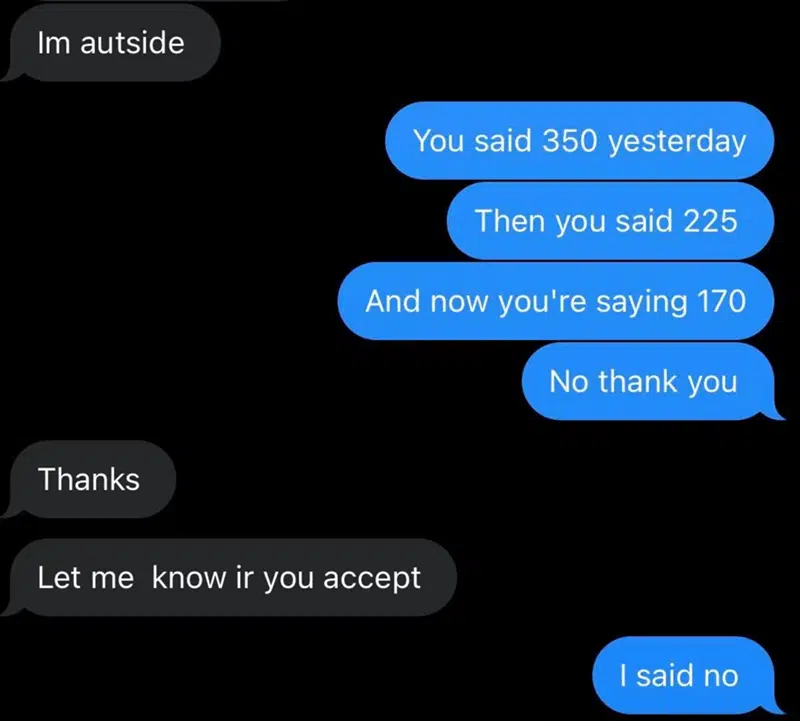 Im autside
You said 350 yesterday
Then you said 225
And now you're saying 170
No thank you
Thanks
Let me  know ir you accept
I said no